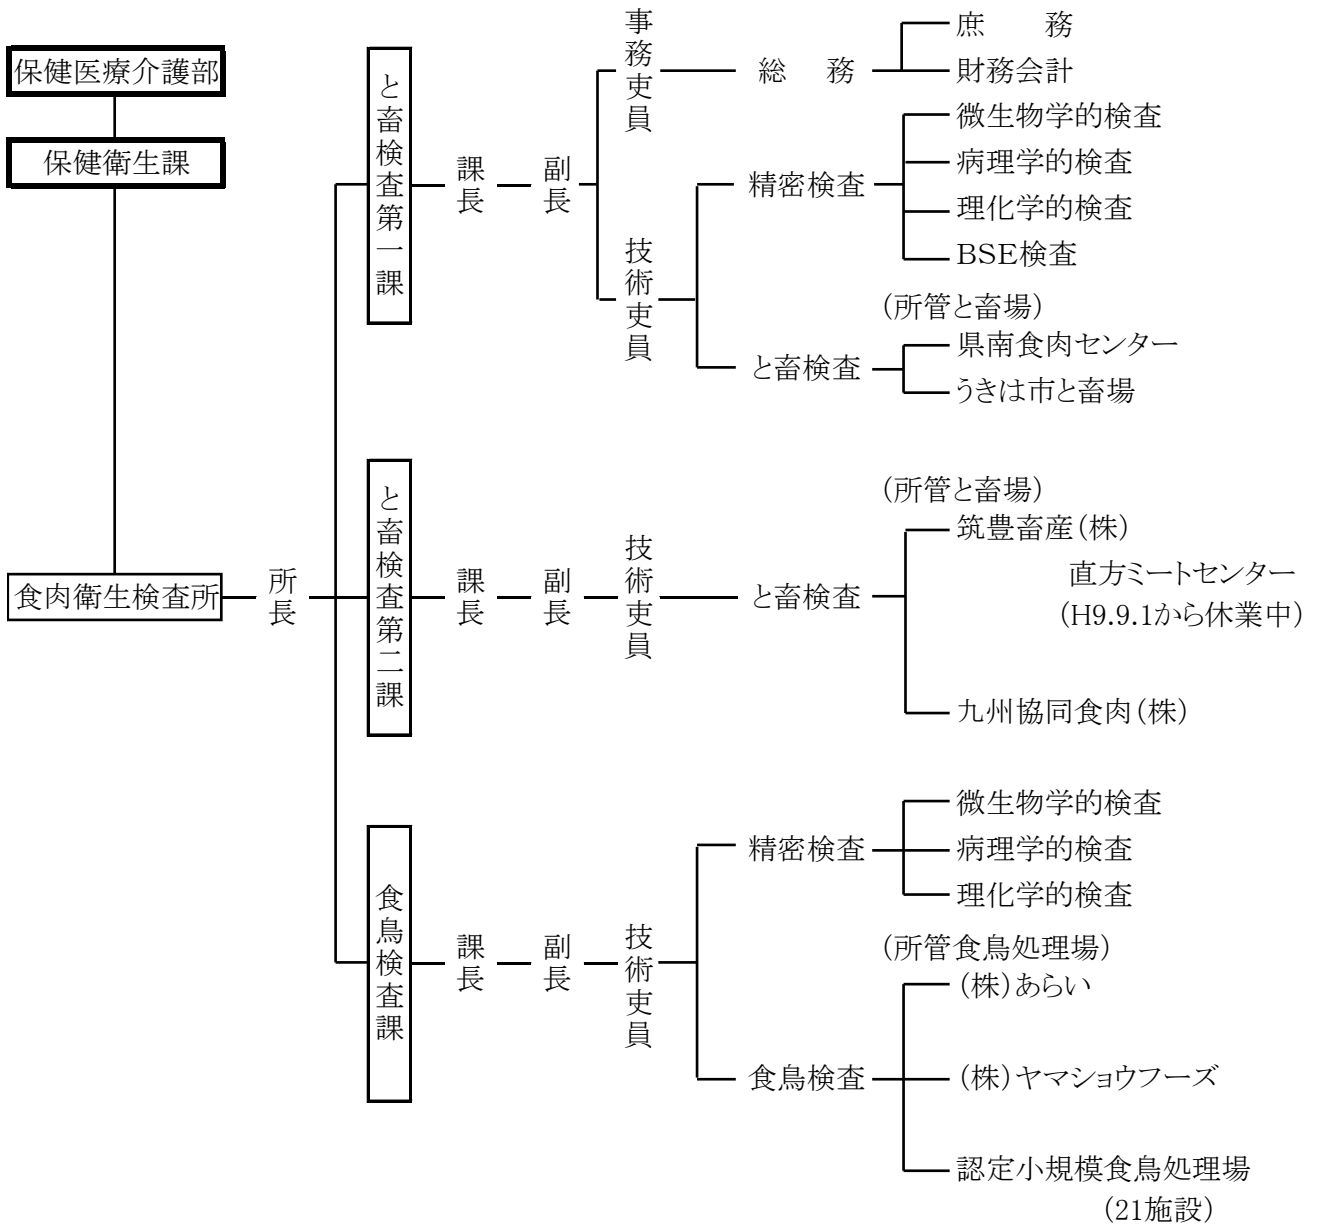 保健医療介護部
保健衛生課
食肉衛生検査所
所長
と畜検査第一課
課長
副長
事務吏員
総　務
庶　務
財務会計
技術吏員
精密検査
微生物学的検査
病理学的検査
理化学的検査
BSE検査
と畜検査
(所管と畜場)
県南食肉センター
うきは市と畜場
と畜検査第二課
課長
副長
技術吏員
と畜検査
(所管と畜場)
筑豊畜産(株)
直方ミートセンター
(H9.9.1から休業中)
九州協同食肉(株)
食鳥検査課
課長
副長
技術吏員
精密検査
微生物学的検査
病理学的検査
理化学的検査
食鳥検査
(所管食鳥処理場)
(株)あらい
(株)ヤマショウフーズ
認定小規模食鳥処理場
(21施設)